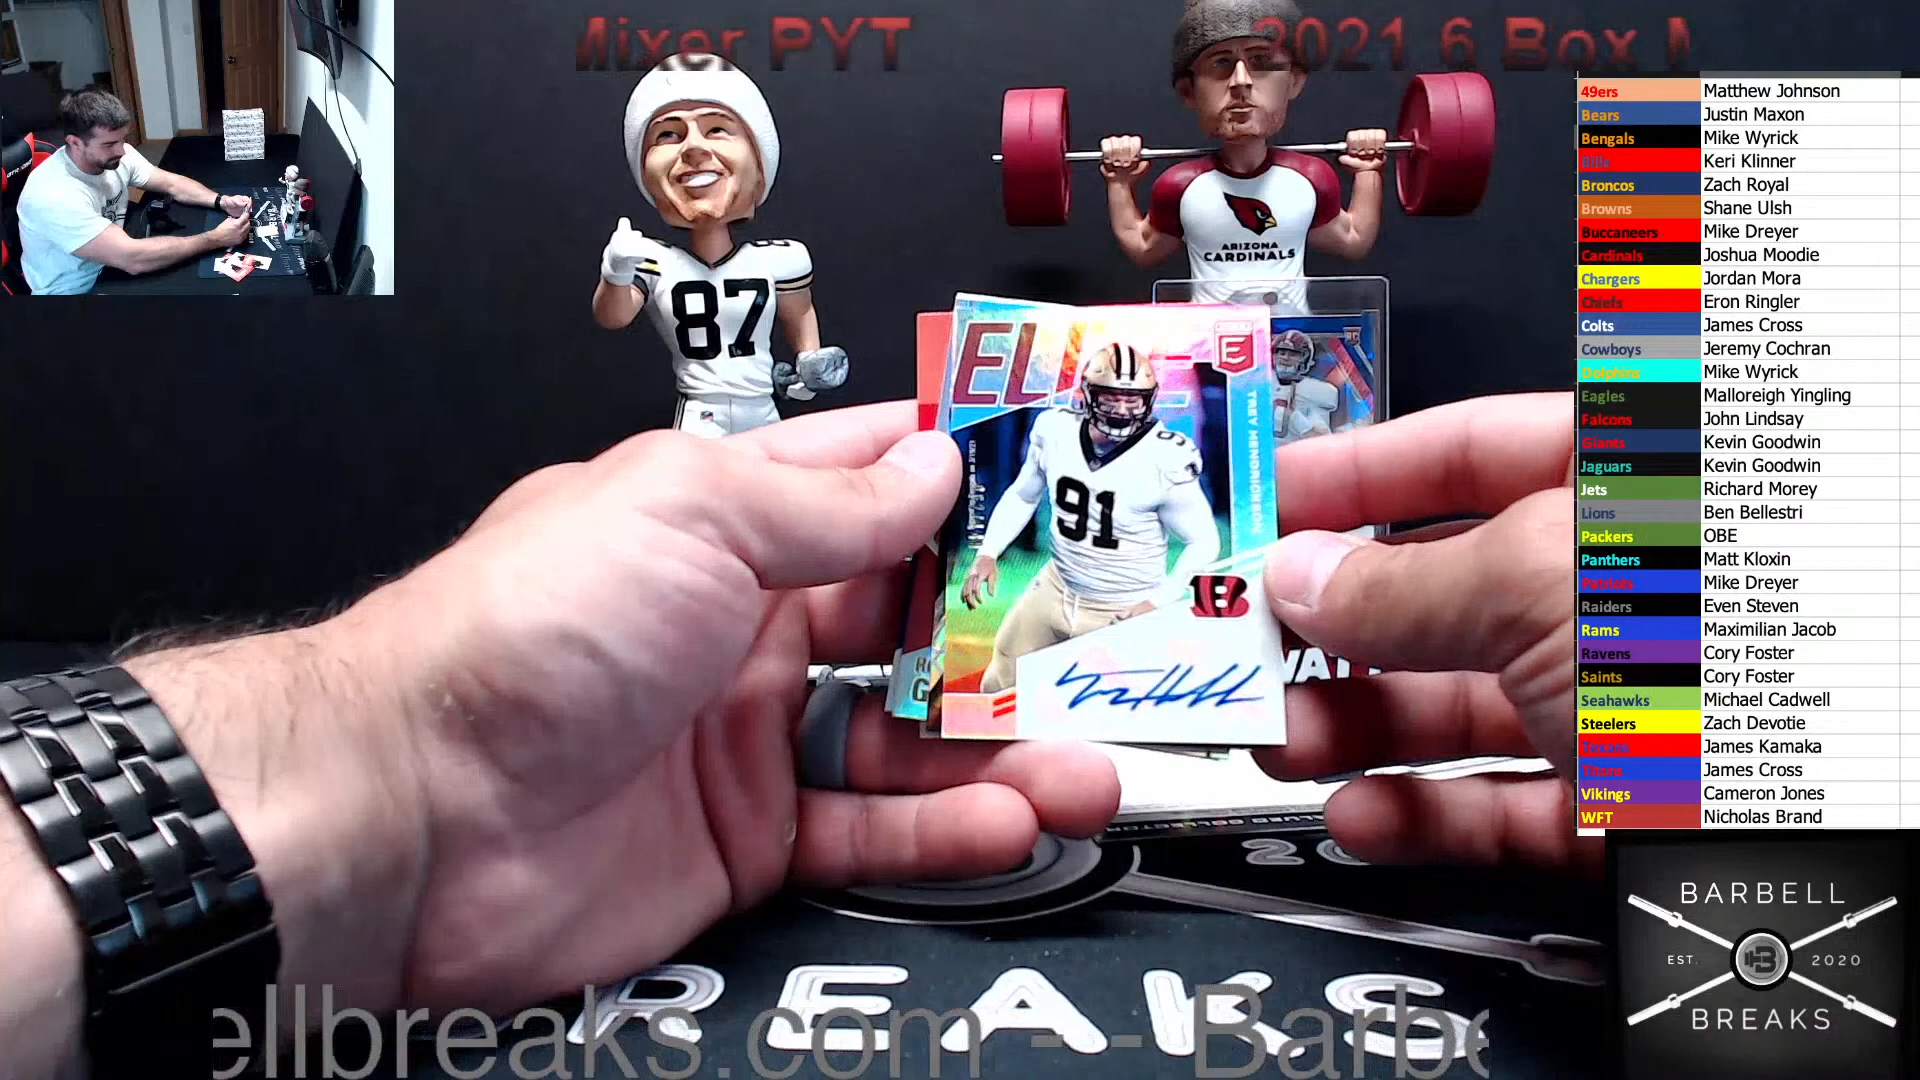 Mixer PYT
2021 6 Box M
49ers Matthew Johnson
Bears Justin Maxon
Bengals Mike Wyrick
Bills Keri Klinner
Broncos Zach Royal
Browns Shane Ulsh
Buccaneers Mike Dreyer
Cardinals Joshua Moodie
Chargers Jordan Mora
Chiefs Eron Ringler
Colts James Cross
Cowboys Jeremy Cochran
Dolphins Mike Wyrick
Eagles Malloreigh Yingling
Falcons John Lindsay
Giants Kevin Goodwin
Jaguars Kevin Goodwin
Jets Richard Morey
Lions Ben Bellestri
Packers OBE
Panthers Matt Kloxin
Patriots Mike Dreyer
Raiders Even Steven
Rams Maximilian Jacob
Ravens Cory Foster
Saints Cory Foster
Seahawks Michael Cadwell
Steelers Zach Devotie
Texans James Kamaka
Titans James Cross
Vikings Cameron Jones
WFT Nicholas Brand
87
ARIZONA
CARDINALS
ELITE
E
TREY HENDRICKSON
91
B
BREAKS
BARBELL
EST. B 2020
BREAKS
ellbreaks.com - - Barbe